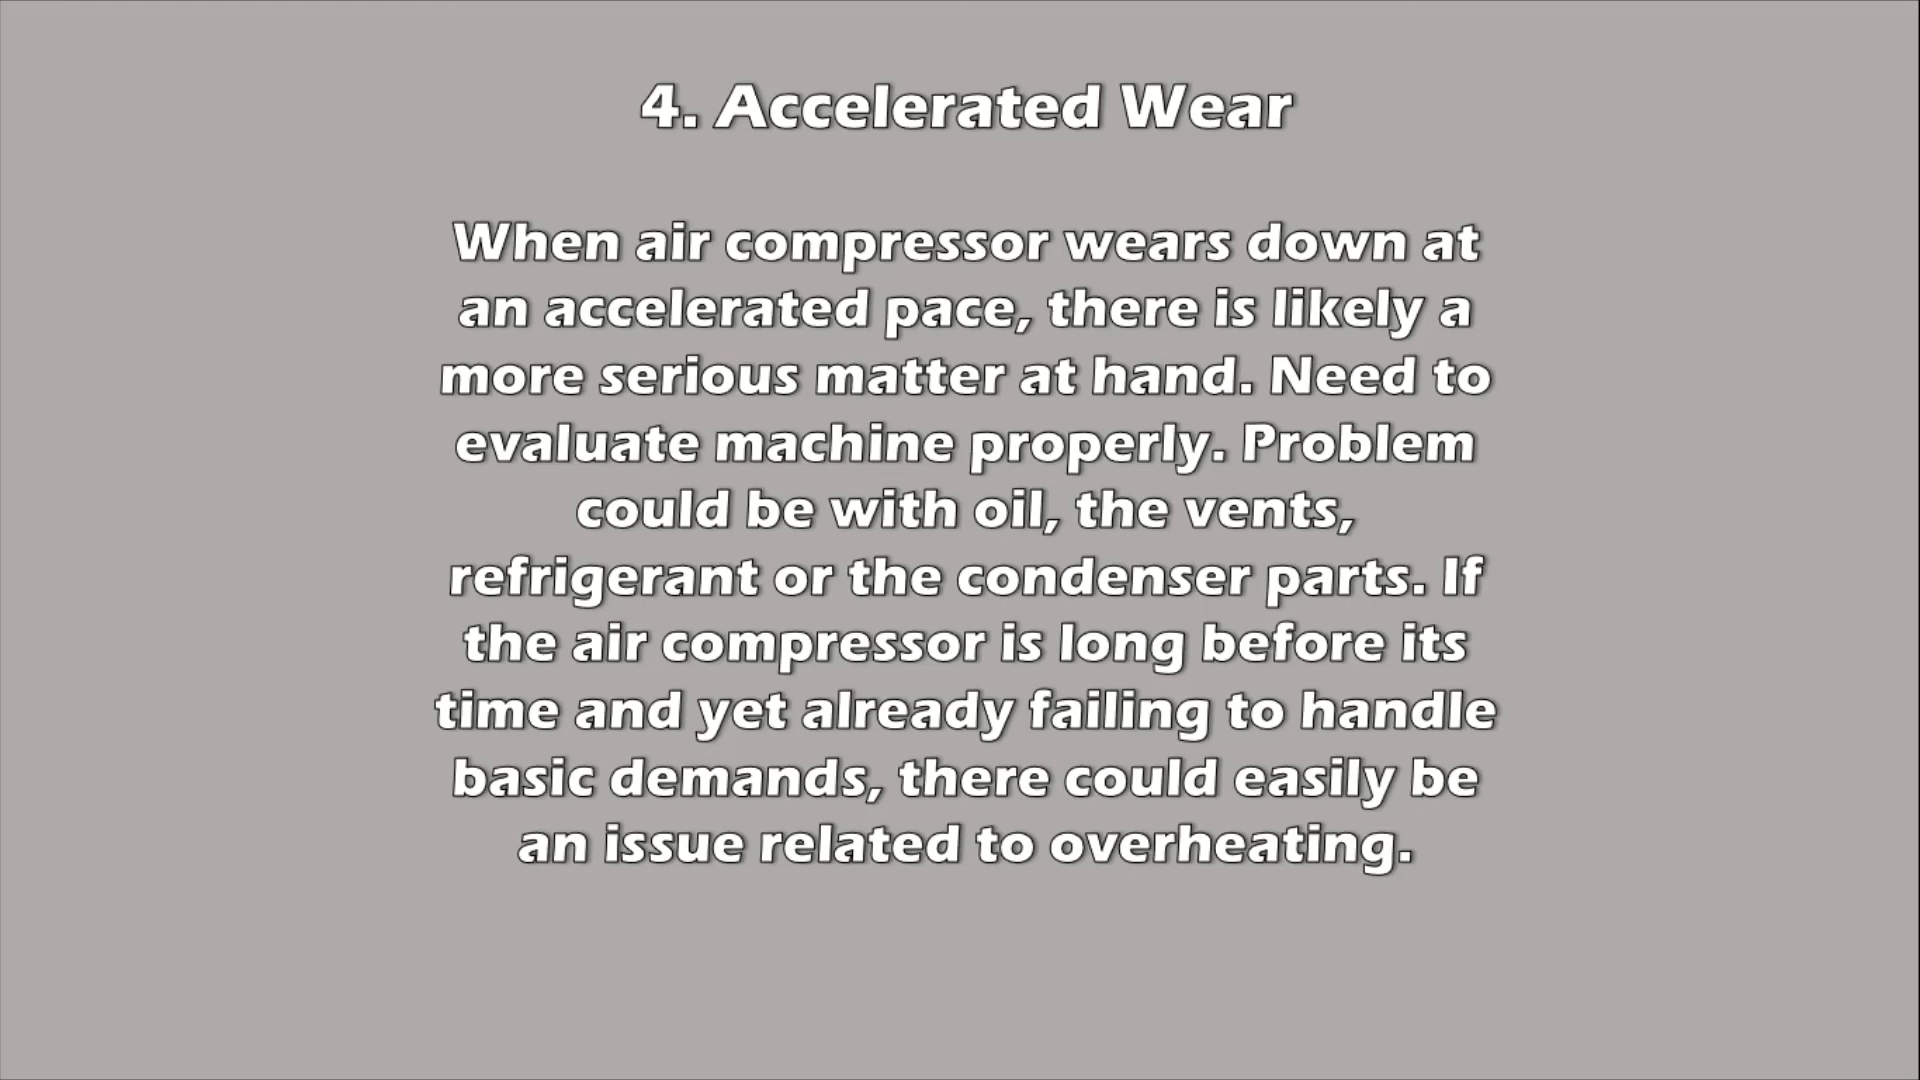 4. Accelerated Wear
When air compressor wears down at
an accelerated pace, there is likely a
more serious matter at hand. Need to
evaluate machine properly. Problem
could be with oil, the vents,
refrigerant or the condenser parts. If
the air compressor is long before its
time and yet already failing to handle
basic demands, there could easily be
an issue related to overheating.